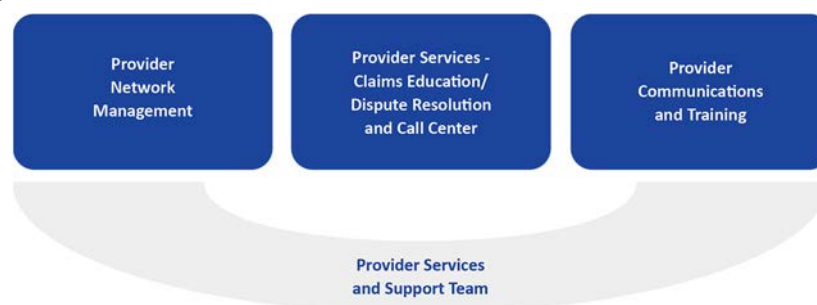 Provider
Network
Management
Provider Services -
Claims Education/
Dispute Resolution
and Call Center
Provider
Communications
and Training
Provider Services
and Support Team